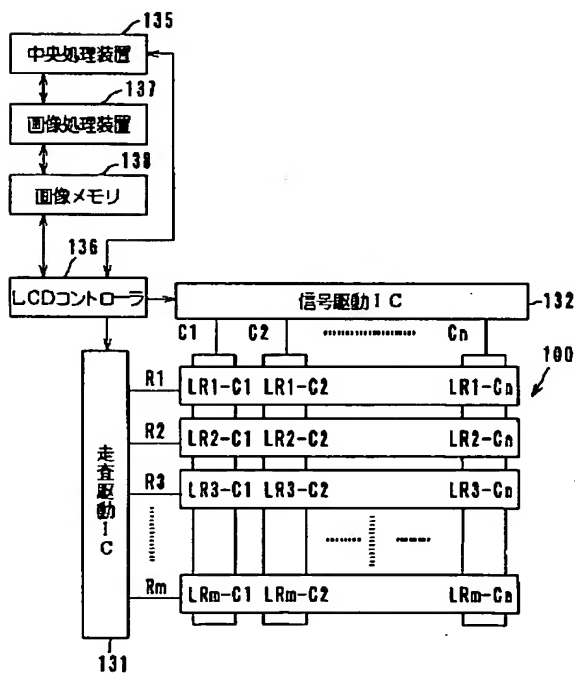 135
中央処理装置
137
画像処理装置
138
画像メモリ
136
LCDコントローラ
信号駆動IC
132
C1 C2 Cn
100
R1 LR1-C1 LR1-C2 LR1-Cn
R2 LR2-C1 LR2-C2 LR2-Cn
R3 LR3-C1 LR3-C2 LR3-Cn
走査駆動IC
Rm LRm-C1 LRm-C2 LRm-Cn
131